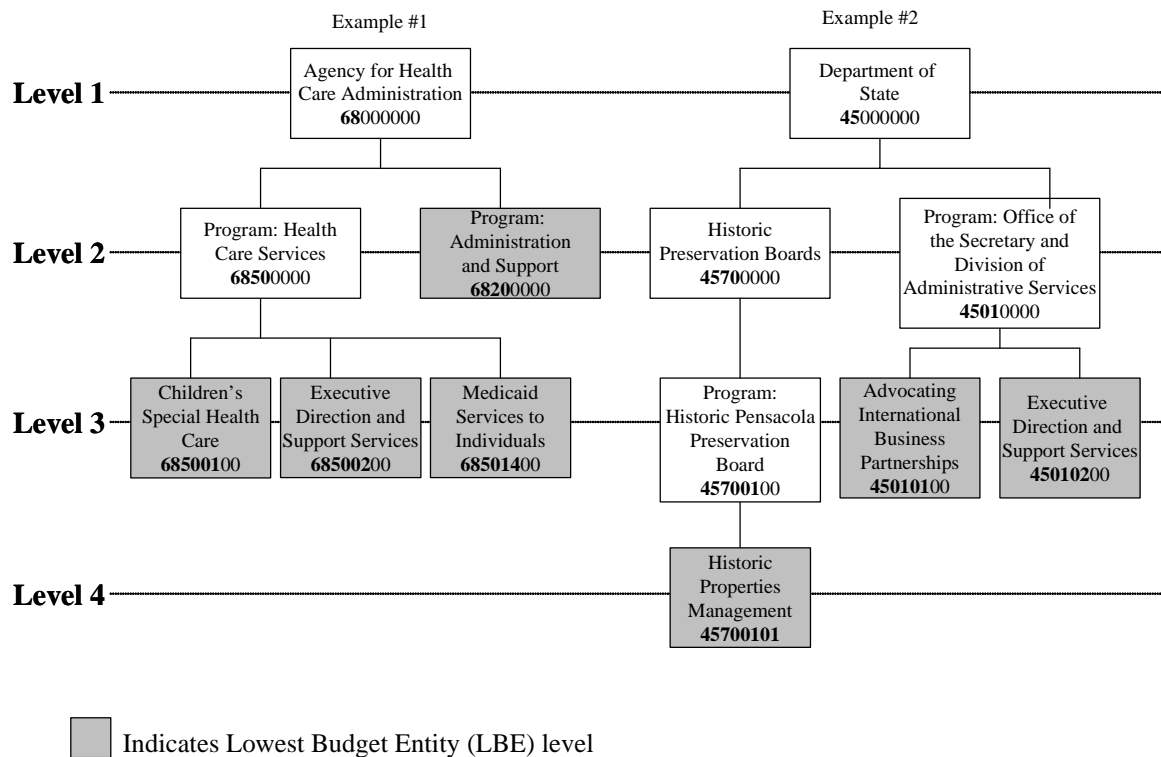 Example #1
Example #2
Level 1
Agency for Health
Care Administration
68000000
Department of
State
45000000
Level 2
Program: Health
Care Services
68500000
Program:
Administration
and Support
68200000
Historic
Preservation Boards
45700000
Program: Office of
the Secretary and
Division of
Administrative Services
45010000
Level 3
Children's
Special Health
Care
68500100
Executive
Direction and
Support Services
68500200
Medicaid
Services to
Individuals
68501400
Program:
Historic Pensacola
Preservation
Board
45700100
Advocating
International
Business
Partnerships
45010100
Executive
Direction and
Support Services
45010200
Level 4
Historic
Properties
Management
45700101
Indicates Lowest Budget Entity (LBE) level